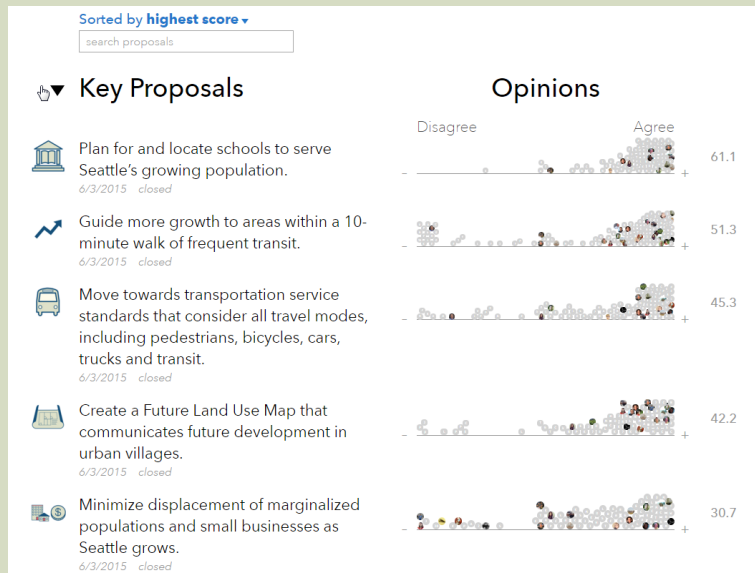 Sorted by highest score
search proposals
Key Proposals
Opinions
Disagree
Agree
Plan for and locate schools to serve
Seattle's growing population.
6/3/2015 closed
- +
61.1
Guide more growth to areas within a 10-
minute walk of frequent transit.
6/3/2015 closed
- +
51.3
Move towards transportation service
standards that consider all travel modes,
including pedestrians, bicycles, cars,
trucks and transit.
6/3/2015 closed
- +
45.3
Create a Future Land Use Map that
communicates future development in
urban villages.
6/3/2015 closed
- +
42.2
Minimize displacement of marginalized
populations and small businesses as
Seattle grows.
6/3/2015 closed
- +
30.7